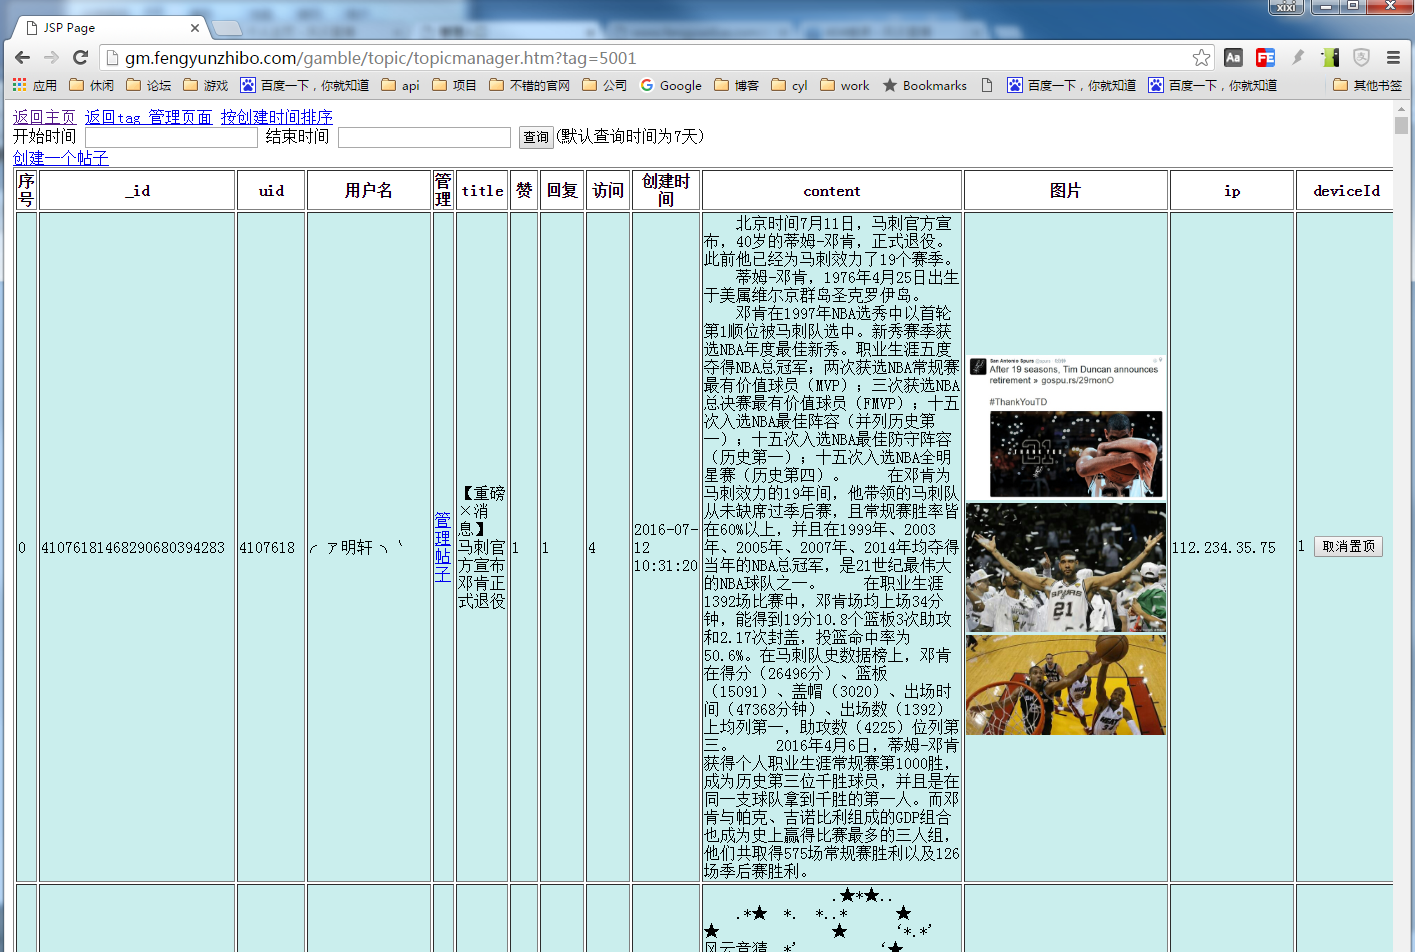 xixi
JSP Page
gm.fengyunzhibo.com/gamble/topic/topicmanager.htm?tag=5001
应用 休闲 论坛 游戏 百度一下，你就知道 api 项目 不错的官网 公司 Google 博客 cyl work Bookmarks 百度一下，你就知道 百度一下，你就知道 其他书签
返回主页 返回tag 管理页面 按创建时间排序
开始时间 结束时间 查询 (默认查询时间为7天)
创建一个帖子
序号 _id uid 用户名 管理 title 赞 回复 访问 创建时间 content 图片 ip deviceId
0
41076181468290680394283
4107618
╭ ァ明轩ヽ╰
管理帖子
【重磅
×消
息】
马刺官
方宣布
邓肯正
式退役
1
1
4
2016-07-
12
10:31:20
北京时间7月11日，马刺官方宣
布，40岁的蒂姆-邓肯，正式退役。
此前他已经为马刺效力了19个赛季。
蒂姆-邓肯，1976年4月25日出生
于美属维尔京群岛圣克罗伊岛。
邓肯在1997年NBA选秀中以首轮
第1顺位被马刺队选中。新秀赛季获
选NBA年度最佳新秀。职业生涯五度
夺得NBA总冠军；两次获选NBA常规赛
最有价值球员（MVP）；三次获选NBA
总决赛最有价值球员（FMVP）；十五
次入选NBA最佳阵容（并列历史第
一）；十五次入选NBA最佳防守阵容
（历史第一）；十五次入选NBA全明
星赛（历史第四）。 在邓肯为
马刺效力的19年间，他带领的马刺队
从未缺席过季后赛，且常规赛胜率皆
在60%以上，并且在1999年、2003
年、2005年、2007年、2014年均夺得
当年的NBA总冠军，是21世纪最伟大
的NBA球队之一。 在职业生涯
1392场比赛中，邓肯场均上场34分
钟，能得到19分10.8个篮板3次助攻
和2.17次封盖，投篮命中率为
50.6%。在马刺队史数据榜上，邓肯
在得分（26496分）、篮板
（15091）、盖帽（3020）、出场时
间（47368分钟）、出场数（1392）
上均列第一，助攻数（4225）位列第
三。 2016年4月6日，蒂姆-邓肯
获得个人职业生涯常规赛第1000胜，
成为历史第三位千胜球员，并且是在
同一支球队拿到千胜的第一人。而邓
肯与帕克、吉诺比利组成的GDP组合
也成为史上赢得比赛最多的三人组，
他们共取得575场常规赛胜利以及126
场季后赛胜利。
San Antonio Spurs
After 19 seasons, Tim Duncan announces
retirement » gospu.rs/29monO
#ThankYouTD
SPURS
21
112.234.35.75
1 取消置顶
.★*★..
.*★ *. *..* ★
★ ★ ‘*.*’
风云竞猜 *’ ‘★